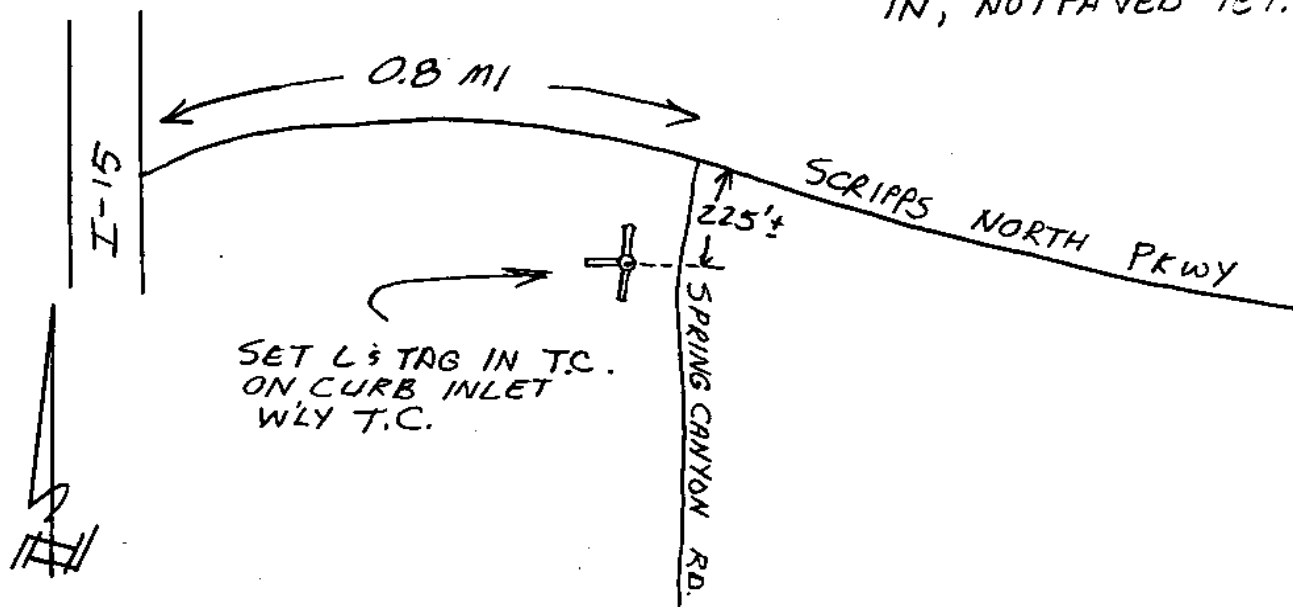 IN, NOT PAVED YET.
0.8 MI
I-15
SCRIPPS NORTH PKWY
225'±
SPRING CANYON RD.
SET L & TAG IN T.C.
ON CURB INLET
W'LY T.C.